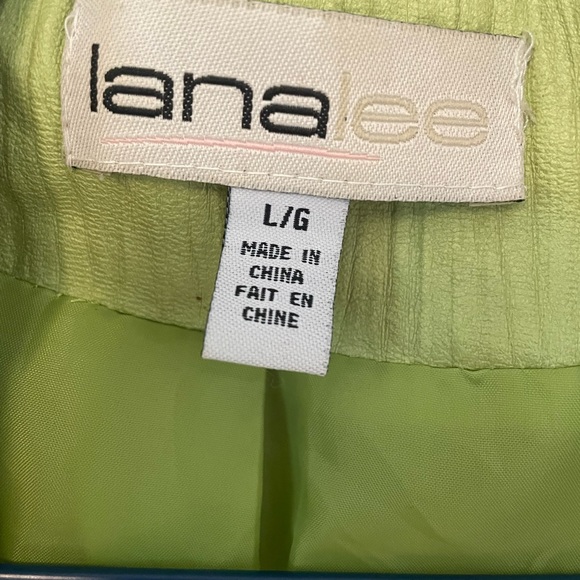 lanalee
L/G
MADE IN
CHINA
FAIT EN
CHINE